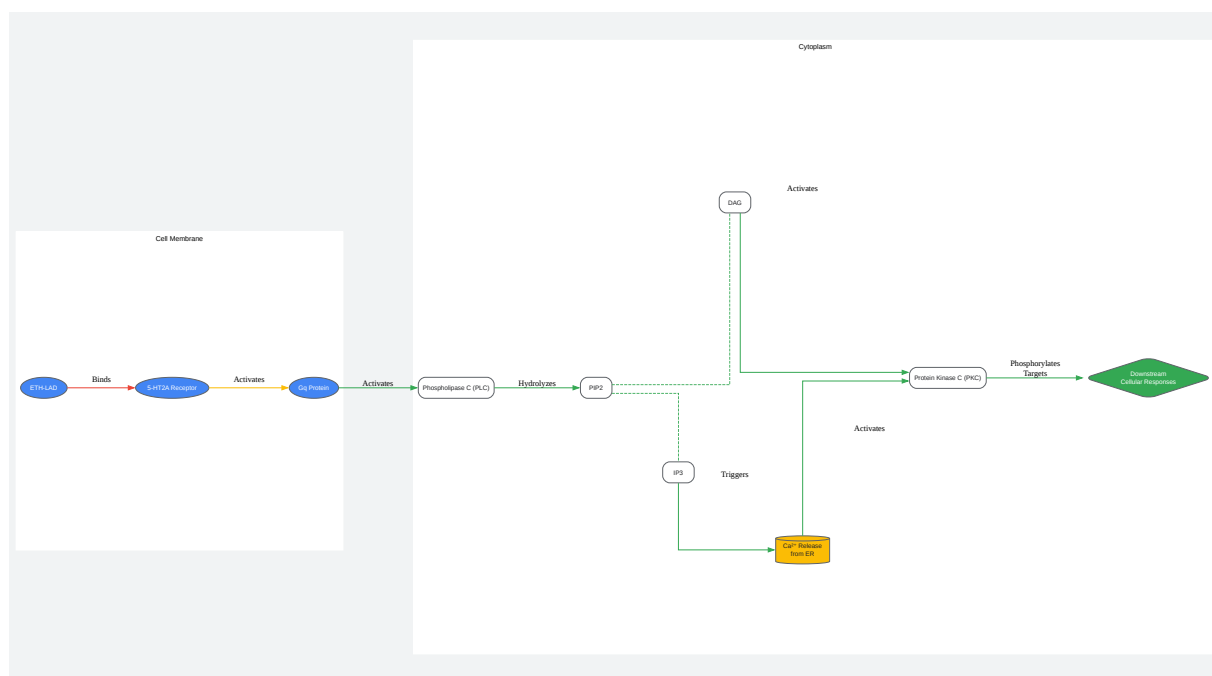 Cytoplasm
Activates
DAG
Cell Membrane
ETH-LAD
Binds
5-HT2A Receptor
Activates
Gq Protein
Activates
Phospholipase C (PLC)
Hydrolyzes
PIP2
Protein Kinase C (PKC)
Phosphorylates
Targets
Downstream
Cellular Responses
Activates
IP3
Triggers
Ca²⁺ Release
from ER